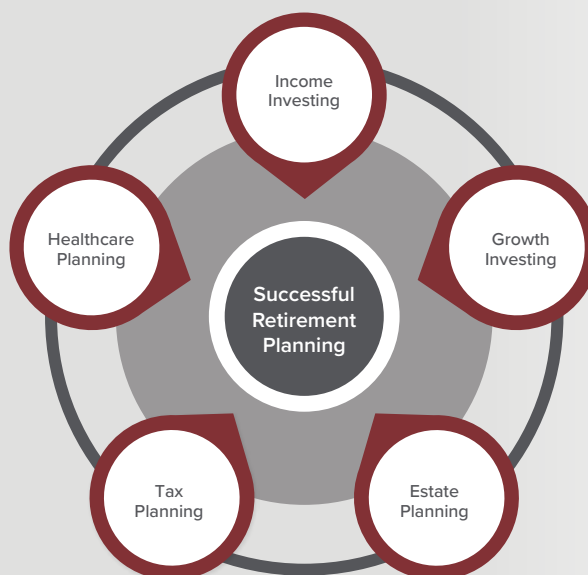 Income
Investing
Healthcare
Planning
Growth
Investing
Successful
Retirement
Planning
Tax
Planning
Estate
Planning